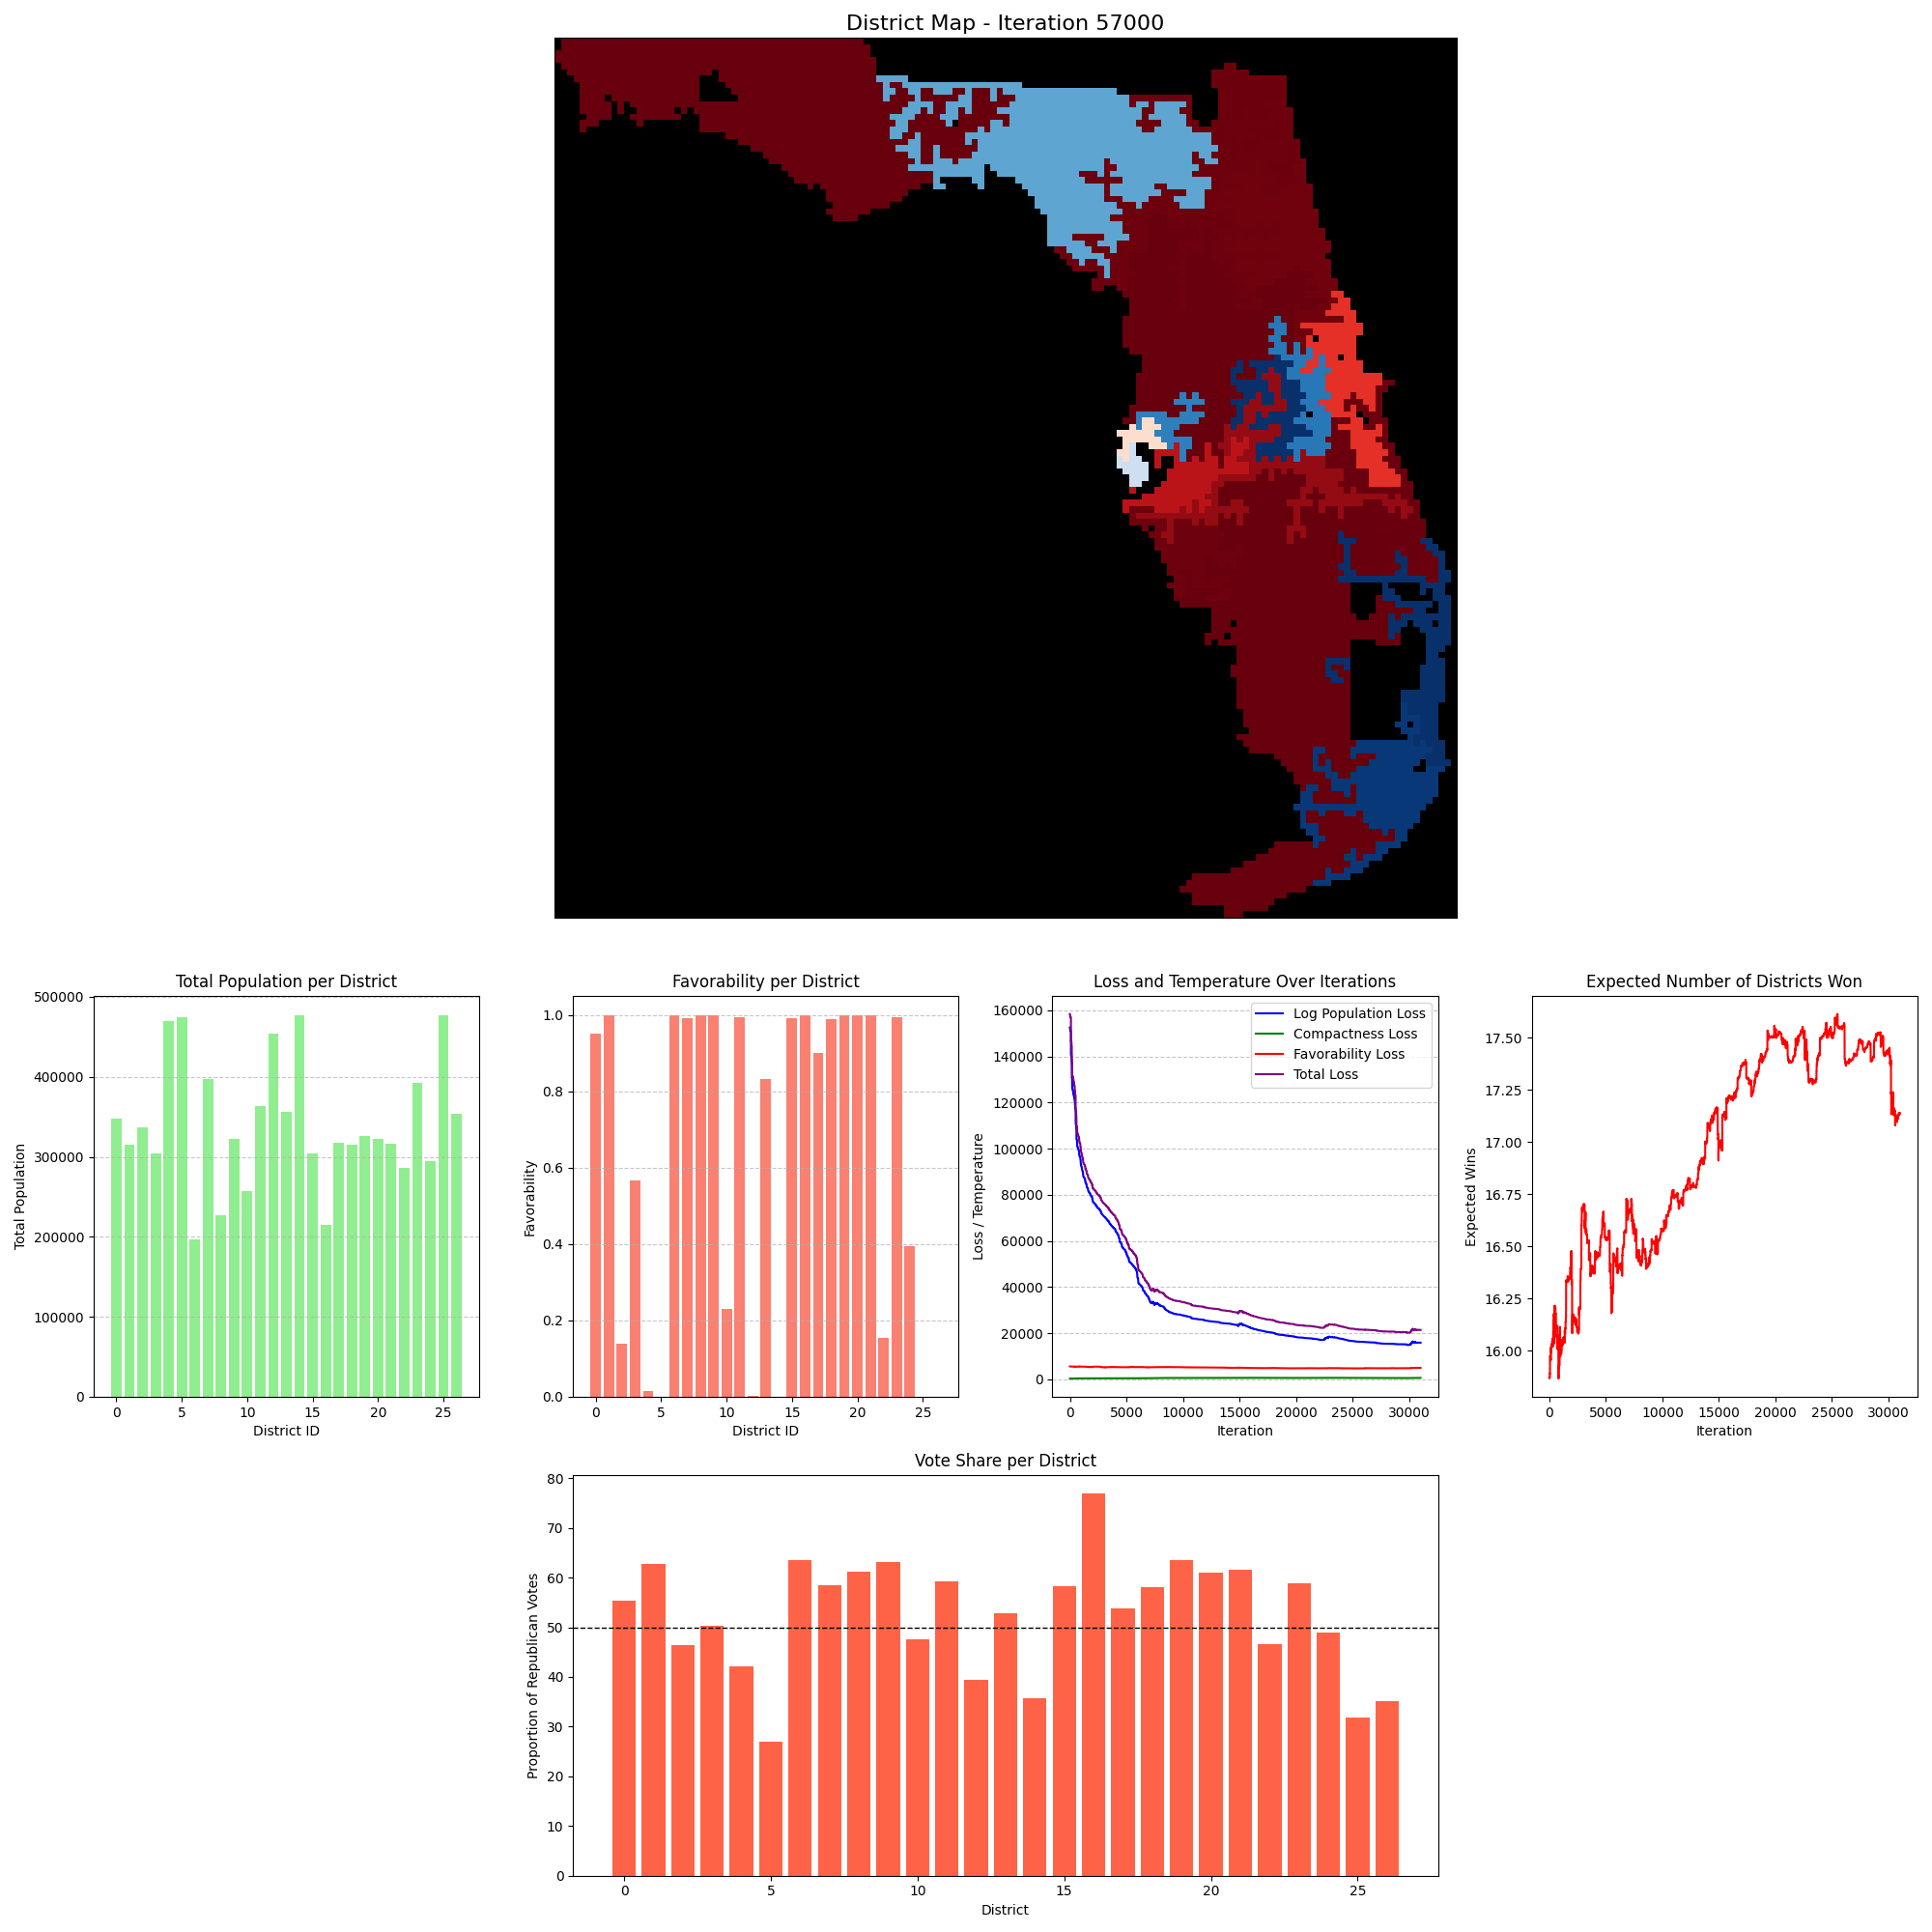 District Map - Iteration 57000
Total Population per District
500000
400000
300000
200000
100000
0
Total Population
0 5 10 15 20 25
District ID
Favorability per District
1.0
0.8
0.6
0.4
0.2
0.0
Favorability
0 5 10 15 20 25
District ID
Loss and Temperature Over Iterations
160000
140000
120000
100000
80000
60000
40000
20000
0
Loss / Temperature
Log Population Loss
Compactness Loss
Favorability Loss
Total Loss
0 5000 10000 15000 20000 25000 30000
Iteration
Expected Number of Districts Won
17.50
17.25
17.00
16.75
16.50
16.25
16.00
Expected Wins
0 5000 10000 15000 20000 25000 30000
Iteration
Vote Share per District
80
70
60
50
40
30
20
10
0
Proportion of Republican Votes
0 5 10 15 20 25
District